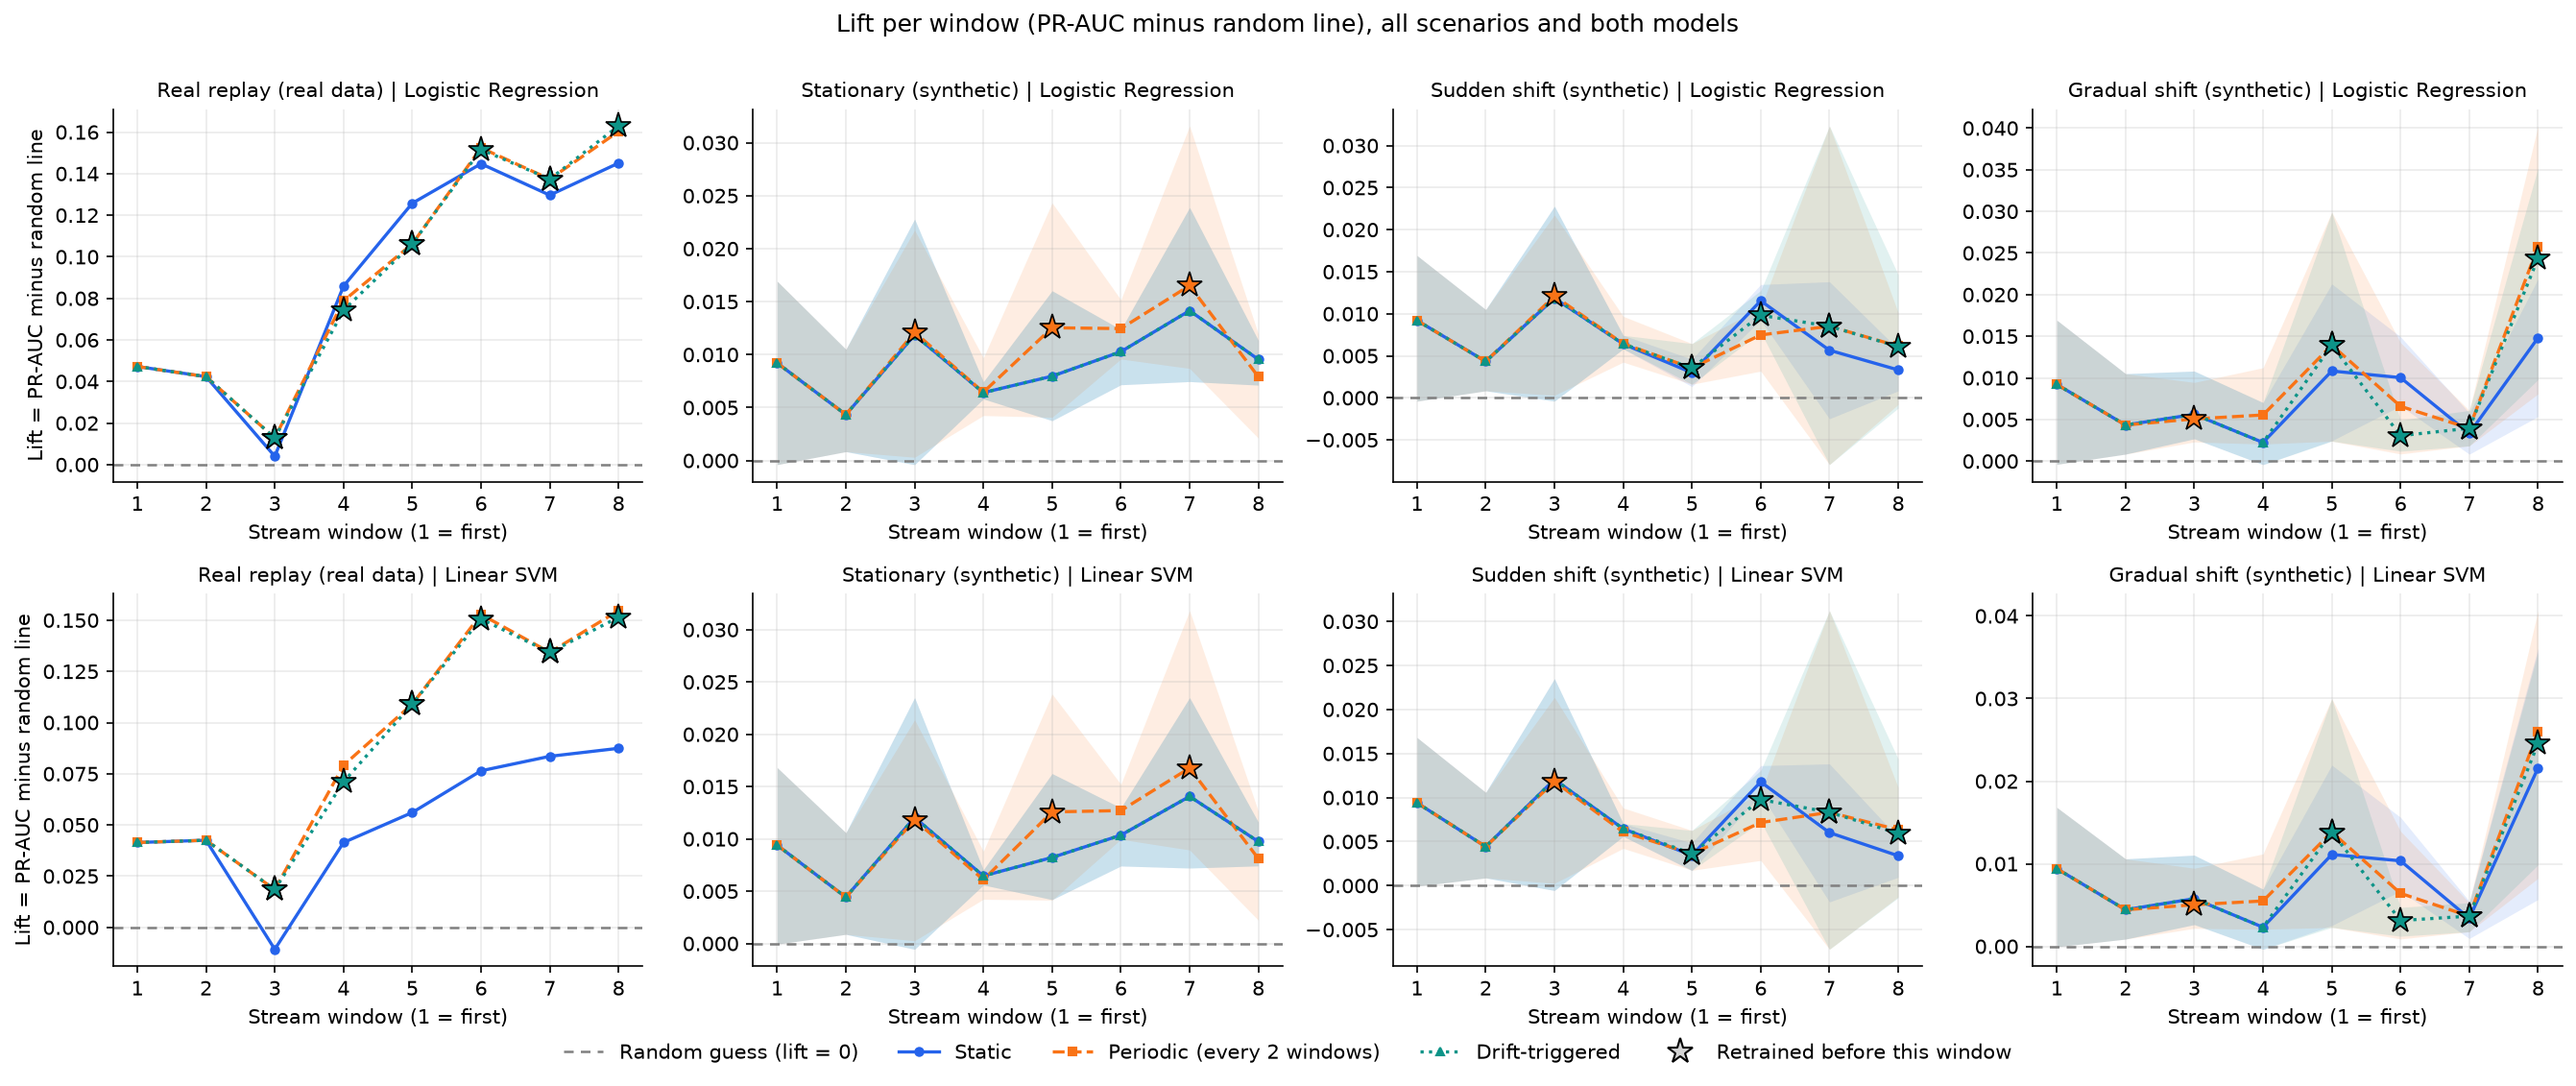 Lift per window (PR-AUC minus random line), all scenarios and both models
Real replay (real data) | Logistic Regression
Lift = PR-AUC minus random line
0.16
0.14
0.12
0.10
0.08
0.06
0.04
0.02
0.00
1 2 3 4 5 6 7 8
Stream window (1 = first)
Stationary (synthetic) | Logistic Regression
0.030
0.025
0.020
0.015
0.010
0.005
0.000
1 2 3 4 5 6 7 8
Stream window (1 = first)
Sudden shift (synthetic) | Logistic Regression
0.030
0.025
0.020
0.015
0.010
0.005
0.000
−0.005
1 2 3 4 5 6 7 8
Stream window (1 = first)
Gradual shift (synthetic) | Logistic Regression
0.040
0.035
0.030
0.025
0.020
0.015
0.010
0.005
0.000
1 2 3 4 5 6 7 8
Stream window (1 = first)
Real replay (real data) | Linear SVM
Lift = PR-AUC minus random line
0.150
0.125
0.100
0.075
0.050
0.025
0.000
1 2 3 4 5 6 7 8
Stream window (1 = first)
Stationary (synthetic) | Linear SVM
0.030
0.025
0.020
0.015
0.010
0.005
0.000
1 2 3 4 5 6 7 8
Stream window (1 = first)
Sudden shift (synthetic) | Linear SVM
0.030
0.025
0.020
0.015
0.010
0.005
0.000
−0.005
1 2 3 4 5 6 7 8
Stream window (1 = first)
Gradual shift (synthetic) | Linear SVM
0.04
0.03
0.02
0.01
0.00
1 2 3 4 5 6 7 8
Stream window (1 = first)
Random guess (lift = 0) Static Periodic (every 2 windows) Drift-triggered Retrained before this window